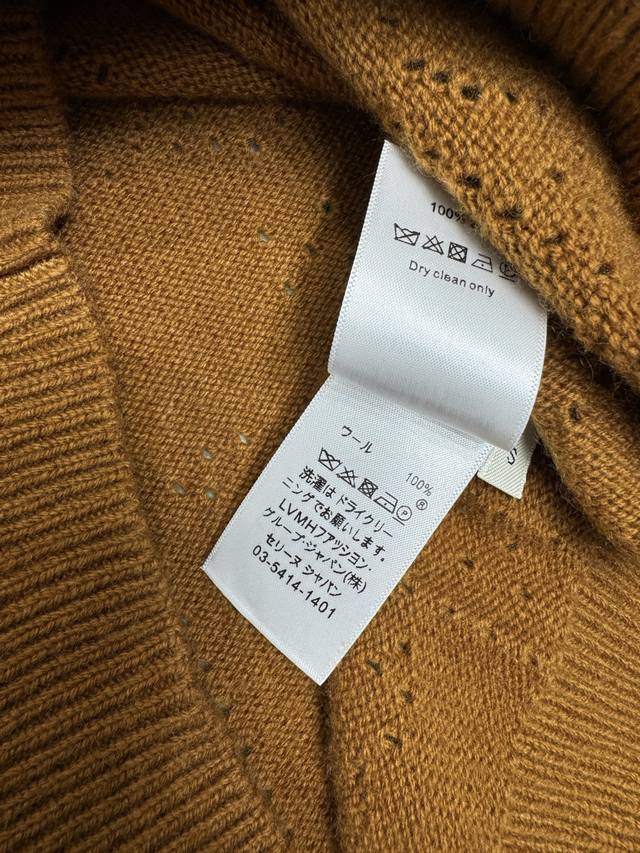 100%
Dry clean only
S
ウール 100%
洗濯はドライクリー
ニングでお願いします。
LVMHファッション・
グループ・ジャパン(株)
セリーヌ ジャパン
03-5414-1401